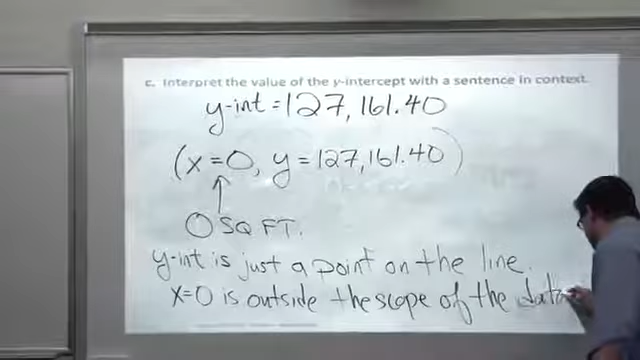 c. Interpret the value of the y-intercept with a sentence in context.
y-int = 127,161.40
(x=0, y=127,161.40)
0 SQ FT.
y-int is just a point on the line.
x=0 is outside the scope of the data